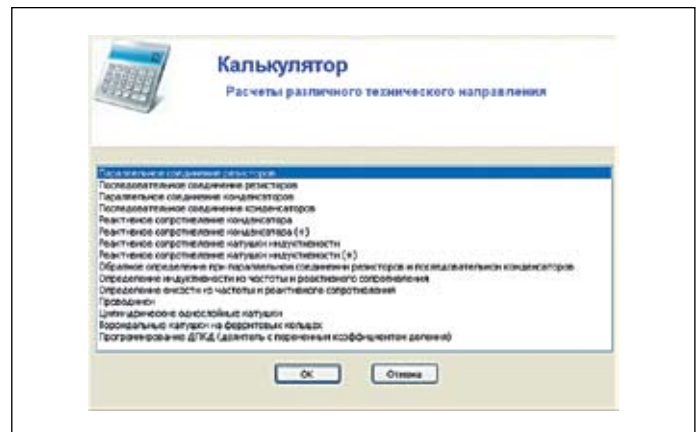 Калькулятор
Расчеты различного технического направления
Параллельное соединение резисторов
Последовательное соединение резисторов
Параллельное соединение конденсаторов
Последовательное соединение конденсаторов
Реактивное сопротивление конденсатора
Реактивное сопротивление конденсатора (+)
Реактивное сопротивление катушки индуктивности
Реактивное сопротивление катушки индуктивности (+)
Обратное определение при параллельном соединении резисторов и последовательном конденсаторов
Определение индуктивности из частоты и реактивного сопротивления
Определение емкости из частоты и реактивного сопротивления
Проводники
Цилиндрические однослойные катушки
Тороидальные катушки на ферритовых кольцах
Программирование ДПКД (делитель с переменным коэффициентом деления)
OK
Отмена